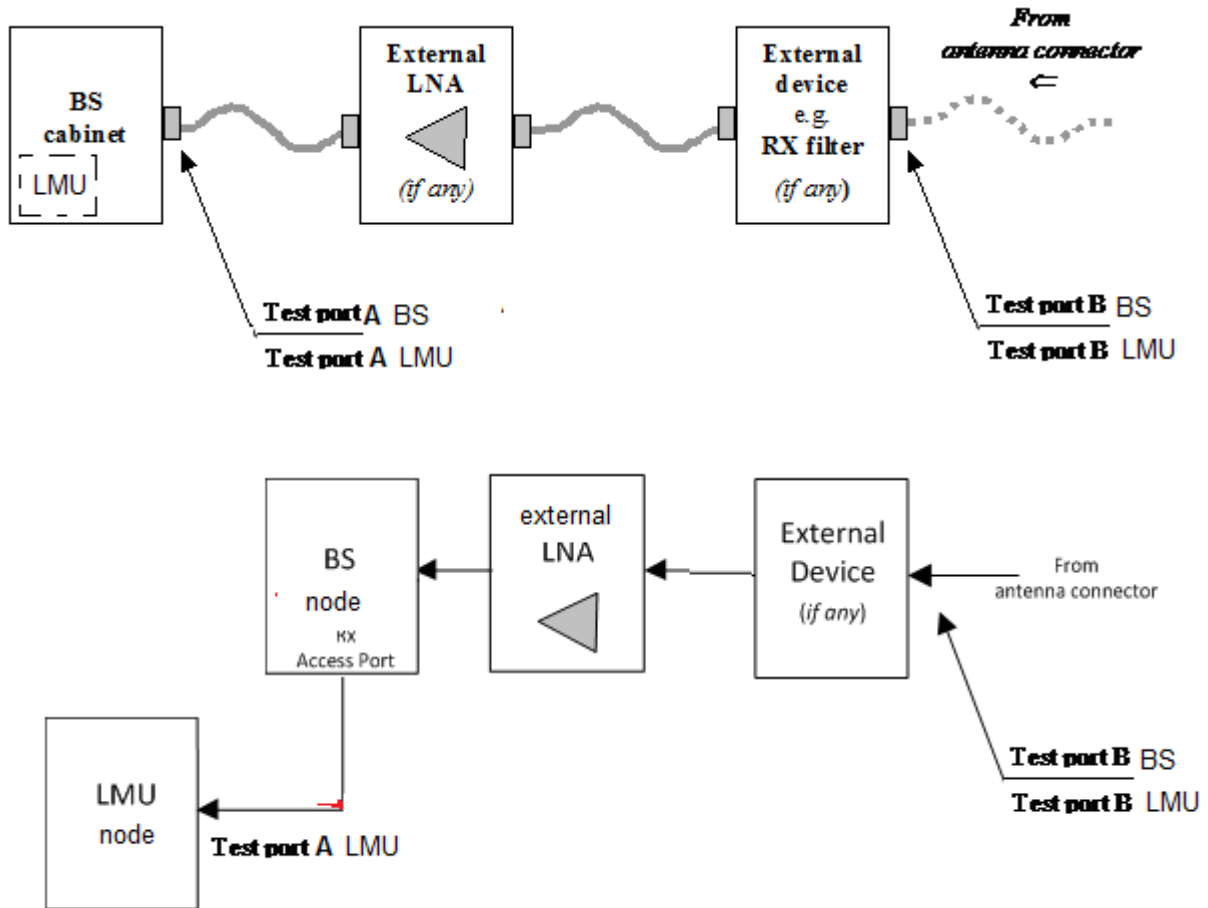 BS
cabinet
LMU
External
LNA
(if any)
External
device
e.g.
RX filter
(if any)
From
antenna connector
⇐
Test port A BS
Test port A LMU
Test port B BS
Test port B LMU
BS
node
RX
Access Port
external
LNA
External
Device
(if any)
From
antenna connector
Test port B BS
Test port B LMU
LMU
node
Test port A LMU